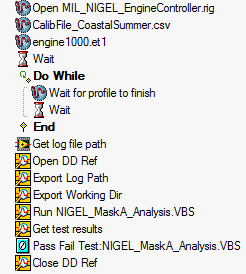 Open MIL_NIGEL_EngineController.rig
CalibFile_CoastalSummer.csv
engine1000.et1
Wait
Do While
Wait for profile to finish
Wait
End
Get log file path
Open DD Ref
Export Log Path
Export Working Dir
Run NIGEL_MaskA_Analysis.VBS
Get test results
Pass Fail Test:NIGEL_MaskA_Analysis.VBS
Close DD Ref